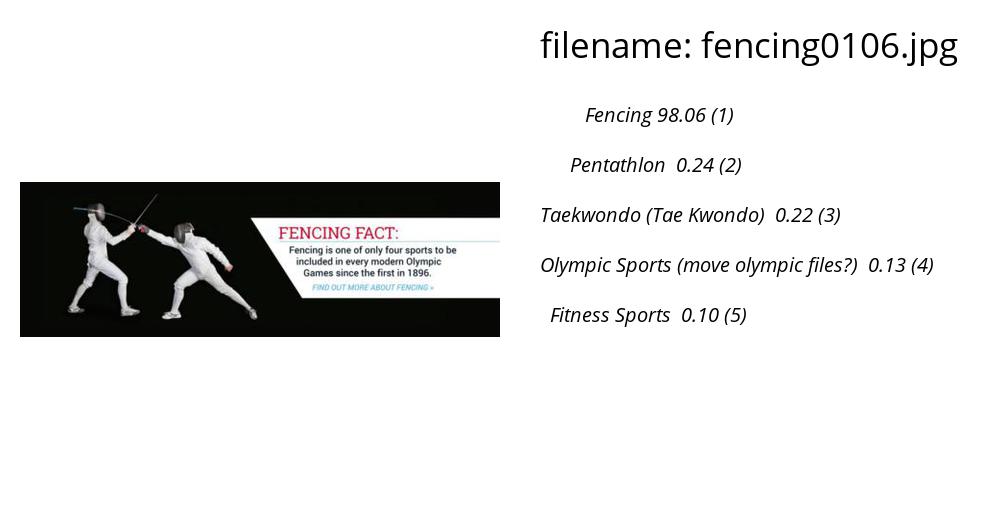 filename: fencing0106.jpg
Fencing 98.06 (1)
Pentathlon 0.24 (2)
Taekwondo (Tae Kwondo) 0.22 (3)
Olympic Sports (move olympic files?) 0.13 (4)
Fitness Sports 0.10 (5)
FENCING FACT:
Fencing is one of only four sports to be
included in every modern Olympic
Games since the first in 1896.
FIND OUT MORE ABOUT FENCING »